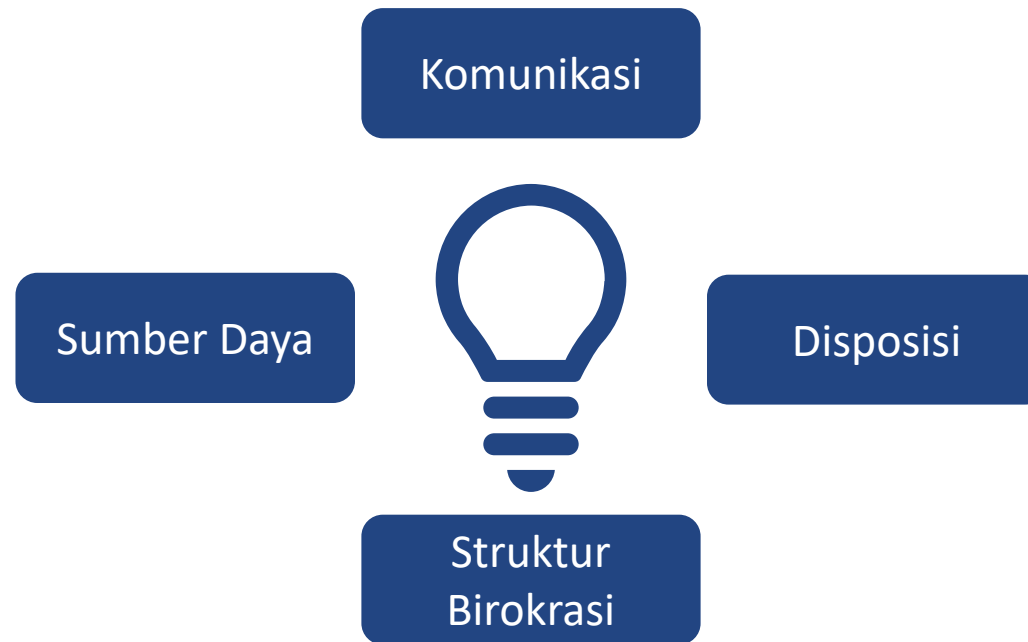 Komunikasi
Sumber Daya
Disposisi
Struktur
Birokrasi